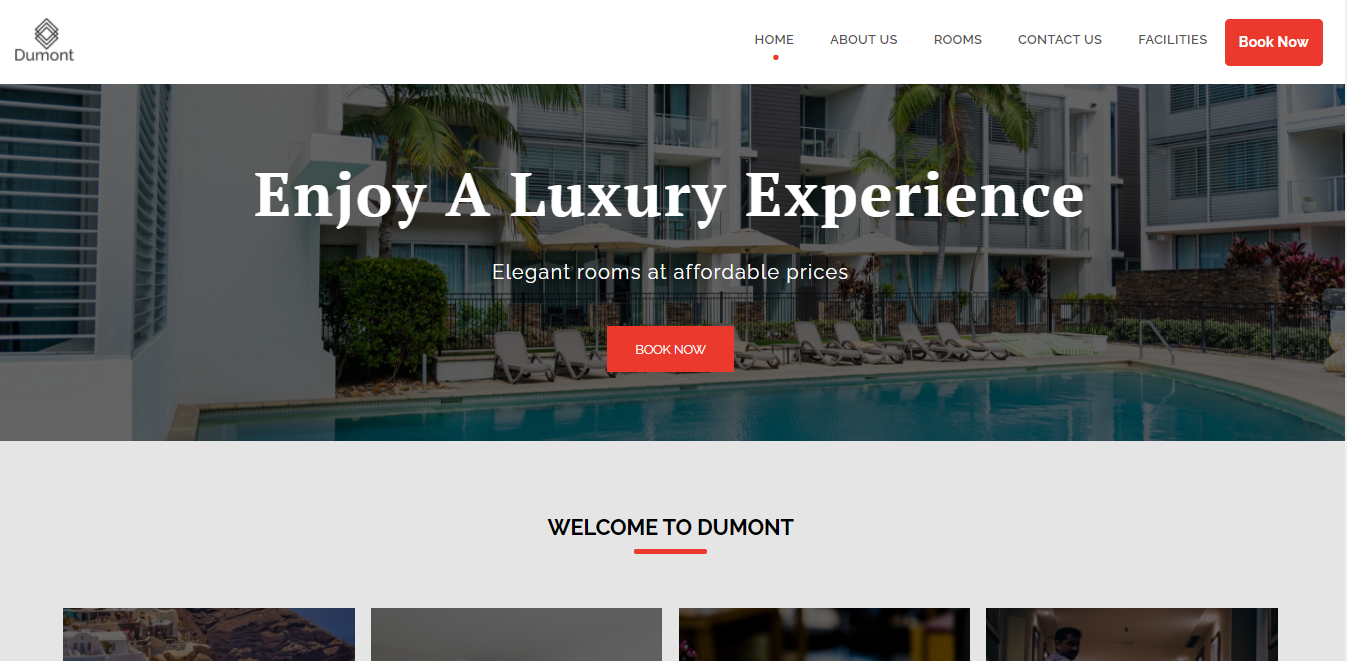 Dumont
HOME ABOUT US ROOMS CONTACT US FACILITIES Book Now
Enjoy A Luxury Experience
Elegant rooms at affordable prices
BOOK NOW
WELCOME TO DUMONT